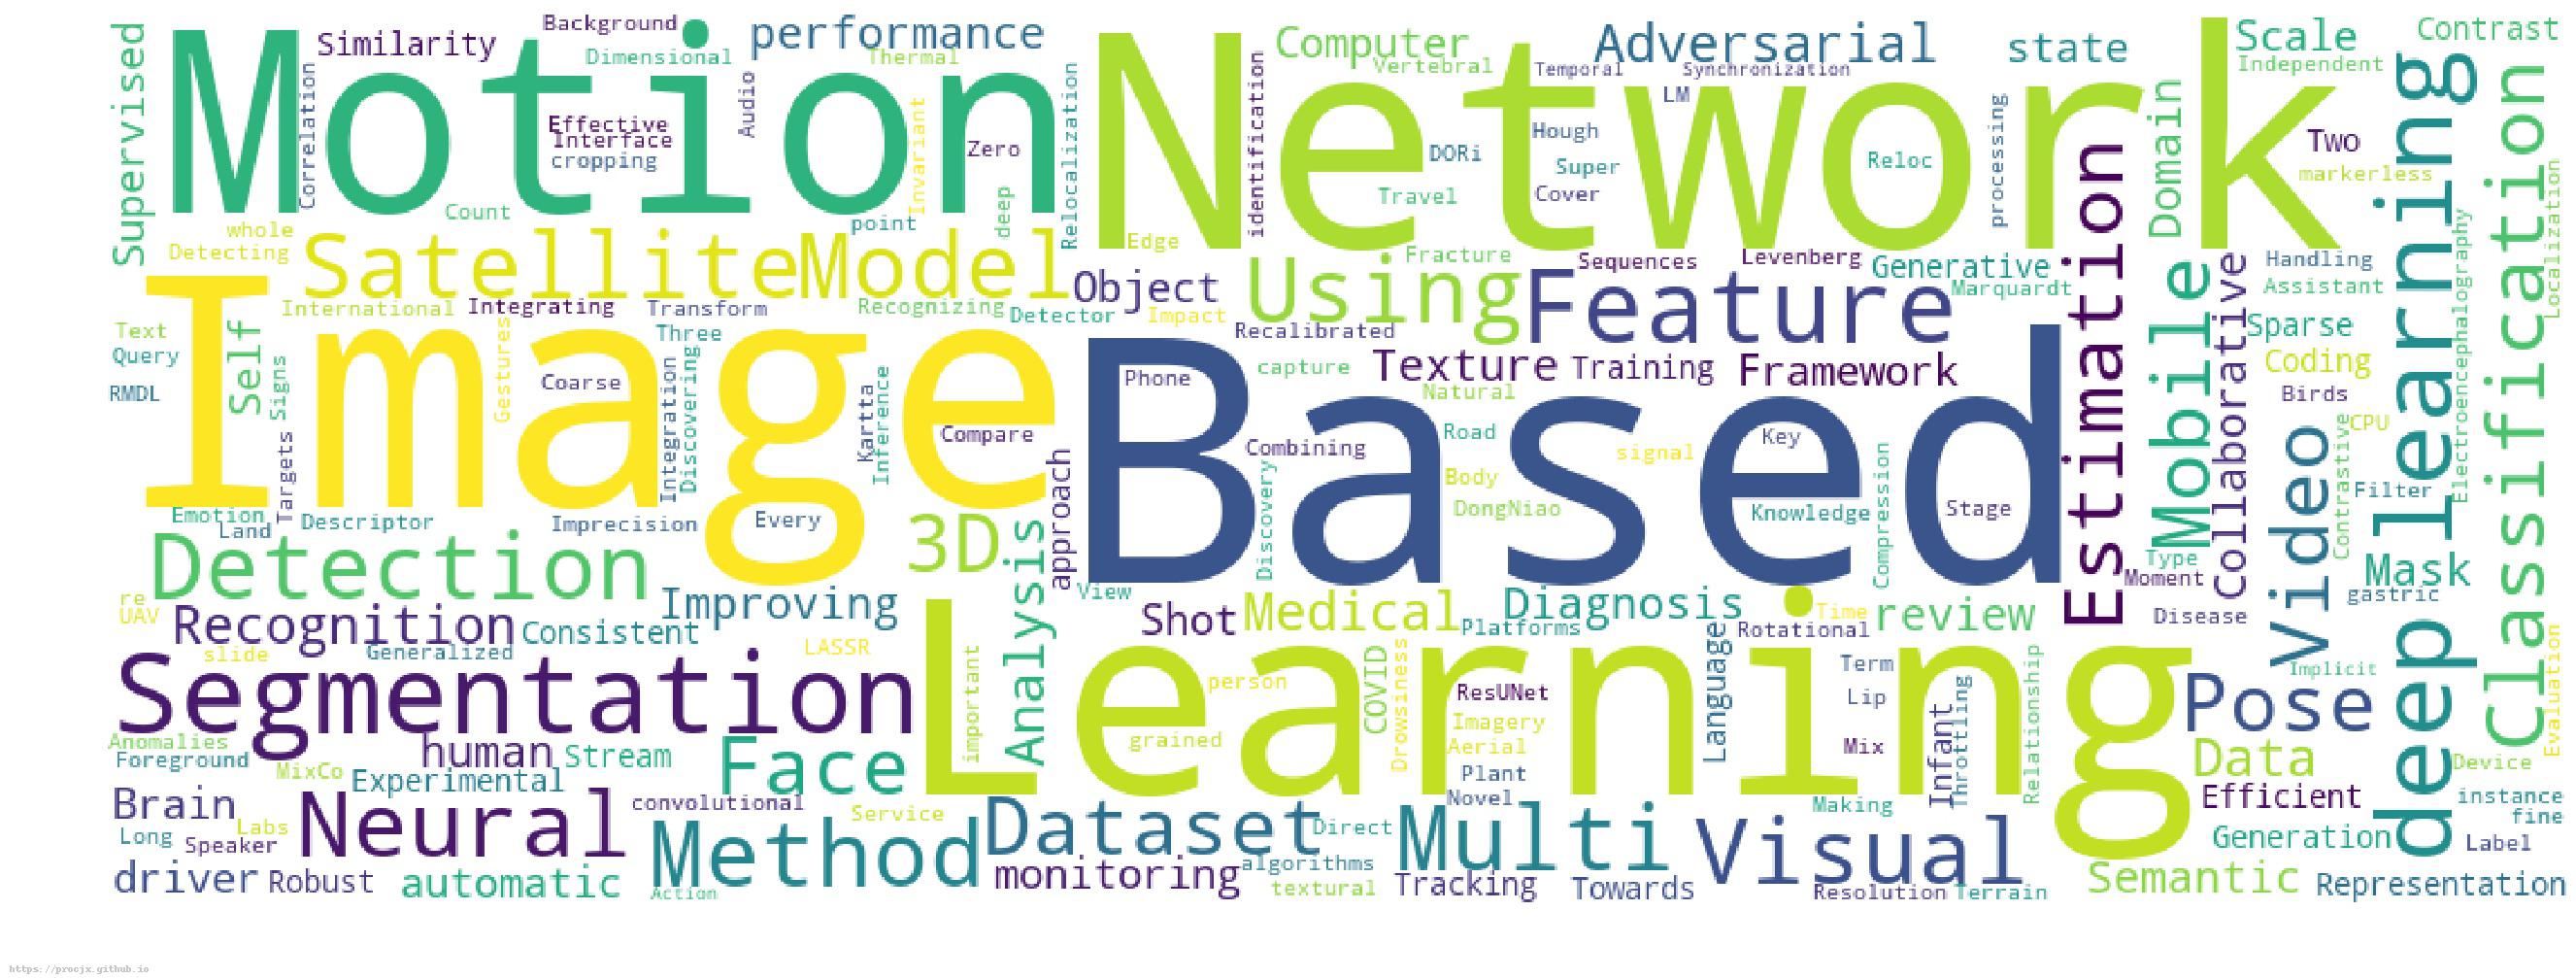 Supervised
Motion
Similarity
Background
Dimensional
performance
Thermal
Network
Computer
Vertebral
Adversarial
Temporal
Synchronization
LM
state
Scale
Independent
Contrast
Correlation
Effective
Interface
cropping
Audio
Invariant
Zero
deep
Relocalization
identification
DORi
Hough
Super
Cover
Travel
Reloc
processing
Domain
Two
markerless
learning
Classification
Localization
Count
point
whole
Detecting
Satellite
Model
Edge
Object
Using
Fracture
Sequences
Levenberg
Generative
Marquardt
Feature
Estimation
Mobile
Collaborative
Handling
Assistant
Sparse
Coding
Electroencephalography
Image
International
Integrating
Transform
Three
Recognizing
Detector
Impact
Recalibrated
Text
Query
RMDL
Self
Signs
Targets
Coarse
Gestures
Integration
Discovering
Kartta
Inference
Compare
approach
Based
Phone
capture
Texture
Training
Framework
Natural
Combining
Road
Body
DongNiao
signal
Key
Knowledge
Stage
Compression
Discovery
Birds
CPU
Contrastive
Filter
Video
Emotion
Land
Descriptor
Imprecision
Every
3D
Analysis
Detection
View
Type
Moment
Disease
Mask
gastric
deep
re
UAV
Recognition
Consistent
Improving
slide
Generalized
LASSR
Shot
Medical
Platforms
Diagnosis
Time
Rotational
review
Implicit
Evaluation
Segmentation
Learning
important
person
grained
COVID
Drowsiness
ResUNet
Imagery
Aerial
Plant
Novel
Language
Term
Lip
Mix
Infant
Throttling
Relationship
Pose
Data
Device
Anomalies
Foreground
MixCo
human
Stream
Experimental
Face
Brain
Long
Speaker
Labs
Neural
convolutional
Service
Method
Dataset
Direct
Multi
Making
Visual
Efficient
Generation
instance
fine
Label
driver
Robust
automatic
Action
monitoring
algorithms
textural
Tracking
Towards
Resolution
Terrain
Semantic
Representation
https://procjx.github.io